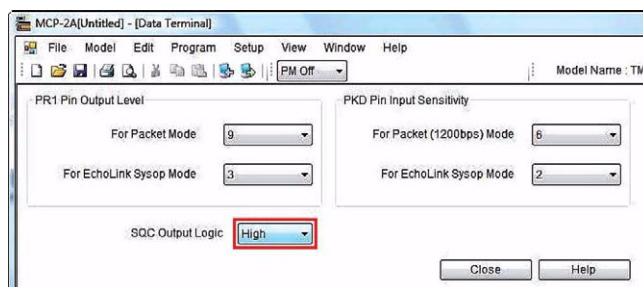 MCP-2A[Untitled] - [Data Terminal]
File Model Edit Program Setup View Window Help
PM Off Model Name : TM
PR1 Pin Output Level PKD Pin Input Sensitivity
For Packet Mode 9 For Packet (1200bps) Mode 6
For EchoLink Sysop Mode 3 For EchoLink Sysop Mode 2
SQC Output Logic High
Close Help